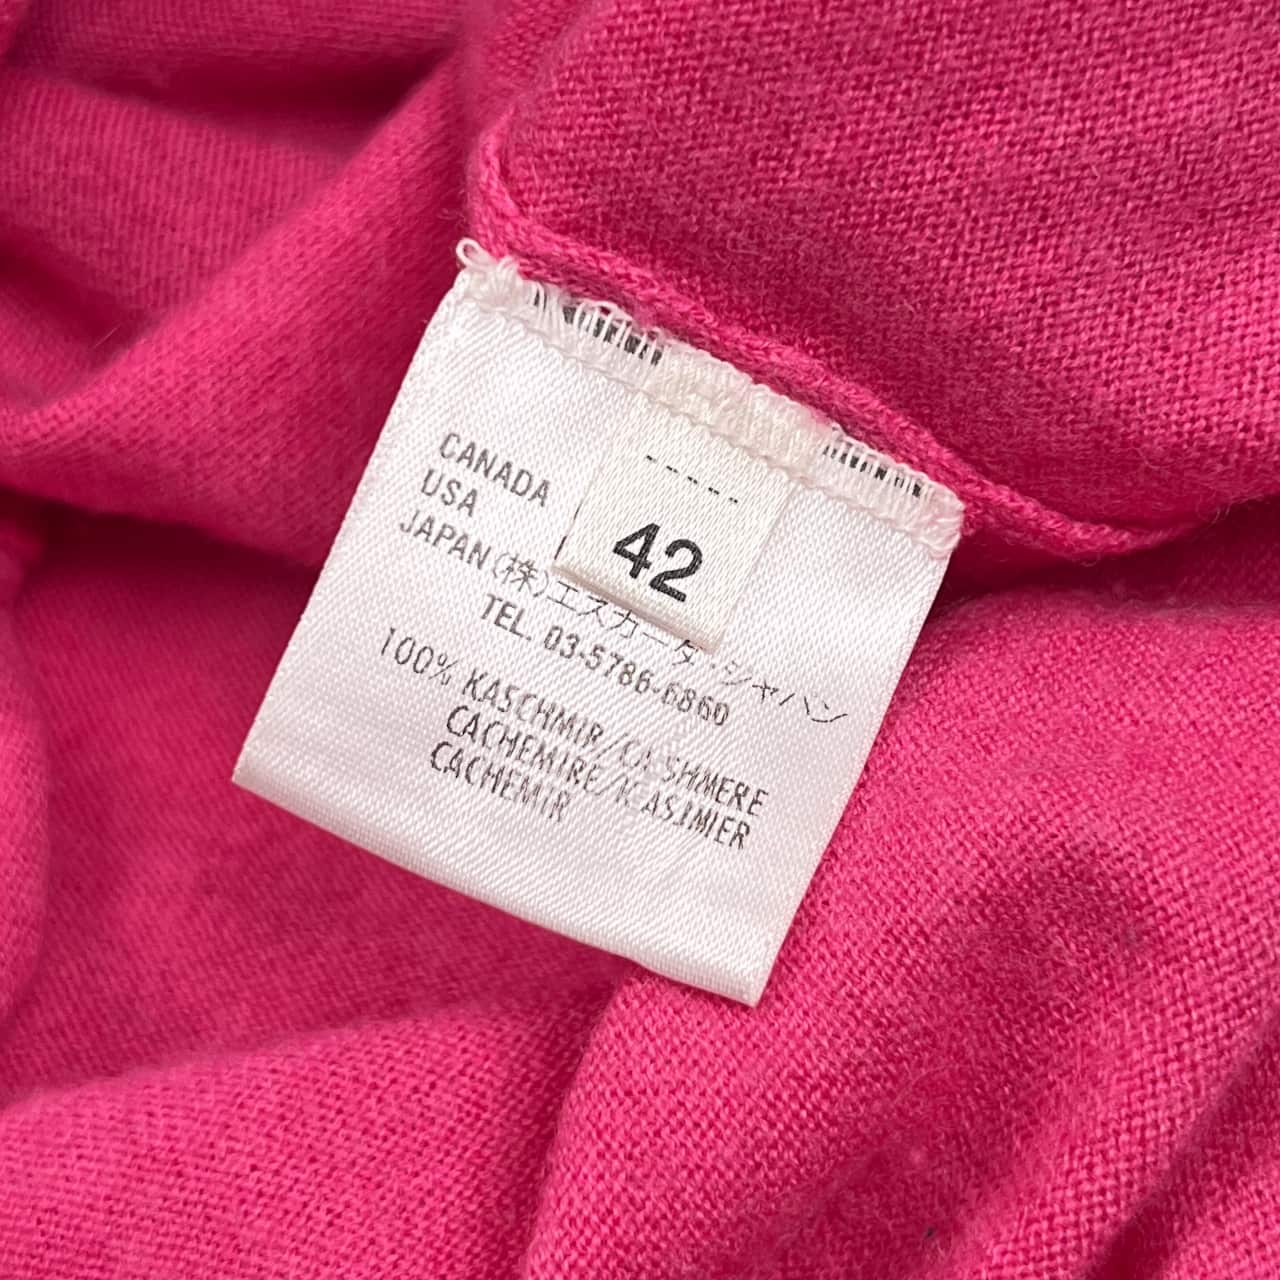 42
CANADA
USA
JAPAN (株)エスカーダ・ジャパン
TEL. 03-5786-6860
100% KASCHMIR/CASHMERE
CACHEMIRE/KASJMIER
CACHEMIR